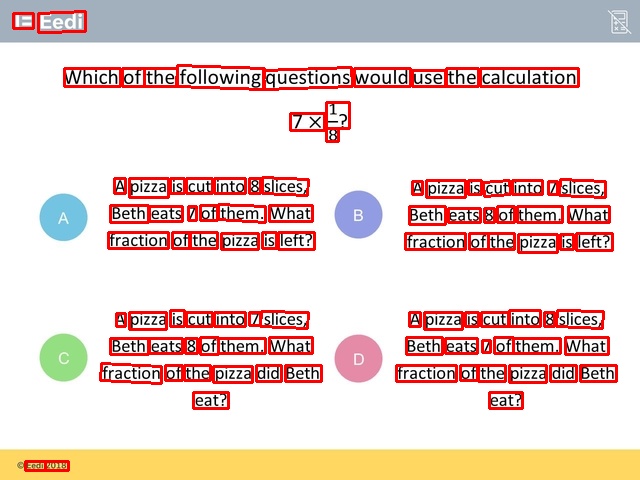 Eedi
Which of the following questions would use the calculation
7 × 1/8?
A
A pizza is cut into 8 slices,
Beth eats 7 of them. What
fraction of the pizza is left?
B
A pizza is cut into 7 slices,
Beth eats 8 of them. What
fraction of the pizza is left?
C
A pizza is cut into 7 slices,
Beth eats 8 of them. What
fraction of the pizza did Beth
eat?
D
A pizza is cut into 8 slices,
Beth eats 7 of them. What
fraction of the pizza did Beth
eat?
© Eedi 2018